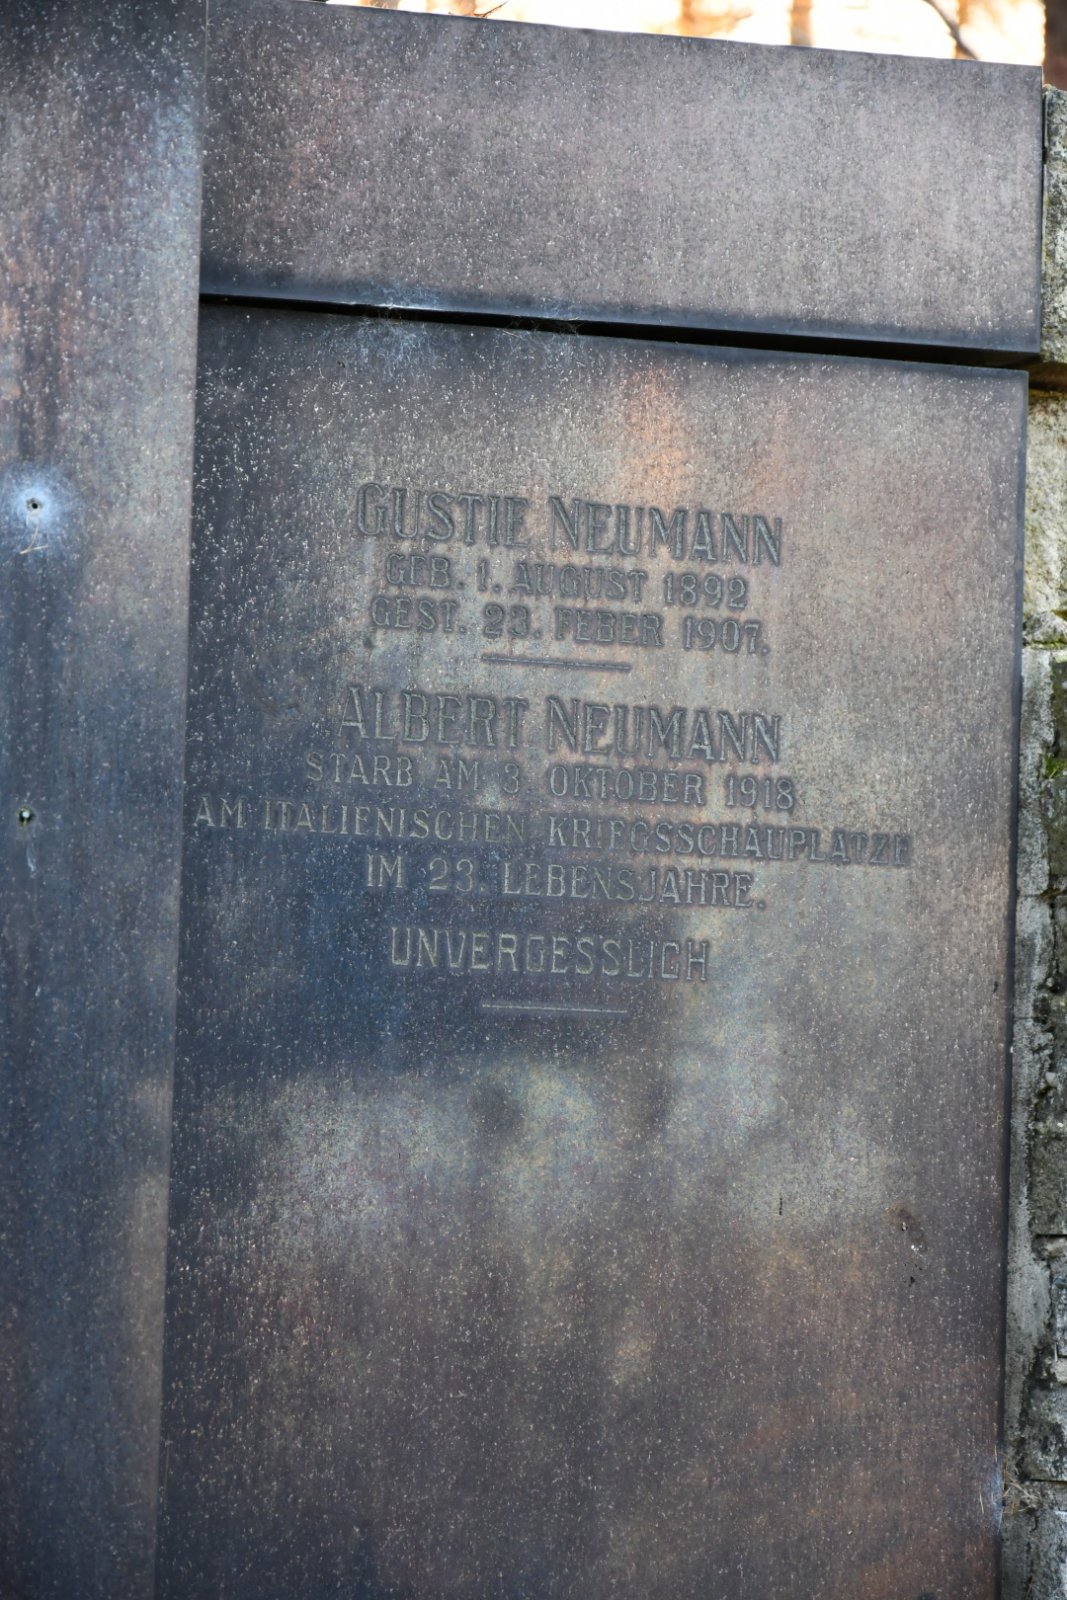 GUSTIE NEUMANN
GEB. 1. AUGUST 1892
GEST. 23. FEBER 1907.
ALBERT NEUMANN
STARB AM 3. OKTOBER 1918
AM ITALIENISCHEN KRIEGSSCHAUPLATZE
IM 23. LEBENSJAHRE.
UNVERGESSLICH